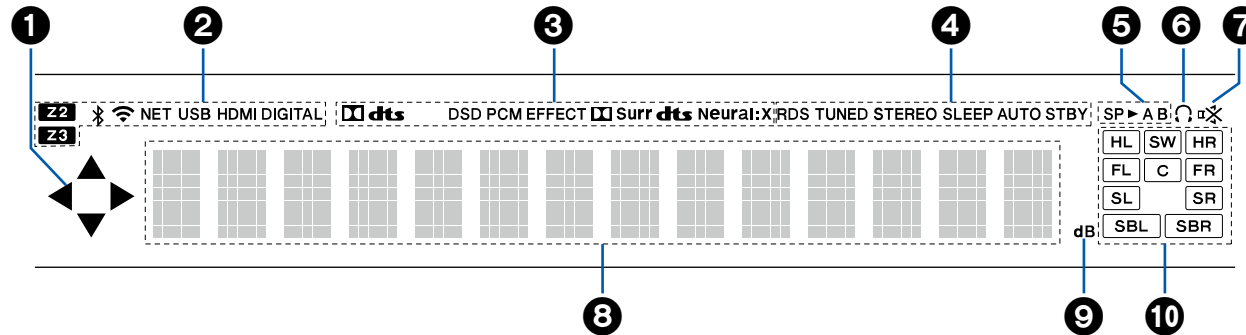 1 2 3 4 5 6 7
Z2 NET USB HDMI DIGITAL dts DSD PCM EFFECT Surr dts Neural:X RDS TUNED STEREO SLEEP AUTO STBY SP A B
Z3
HL SW HR
FL C FR
SL SR
SBL SBR
dB
8 9 10